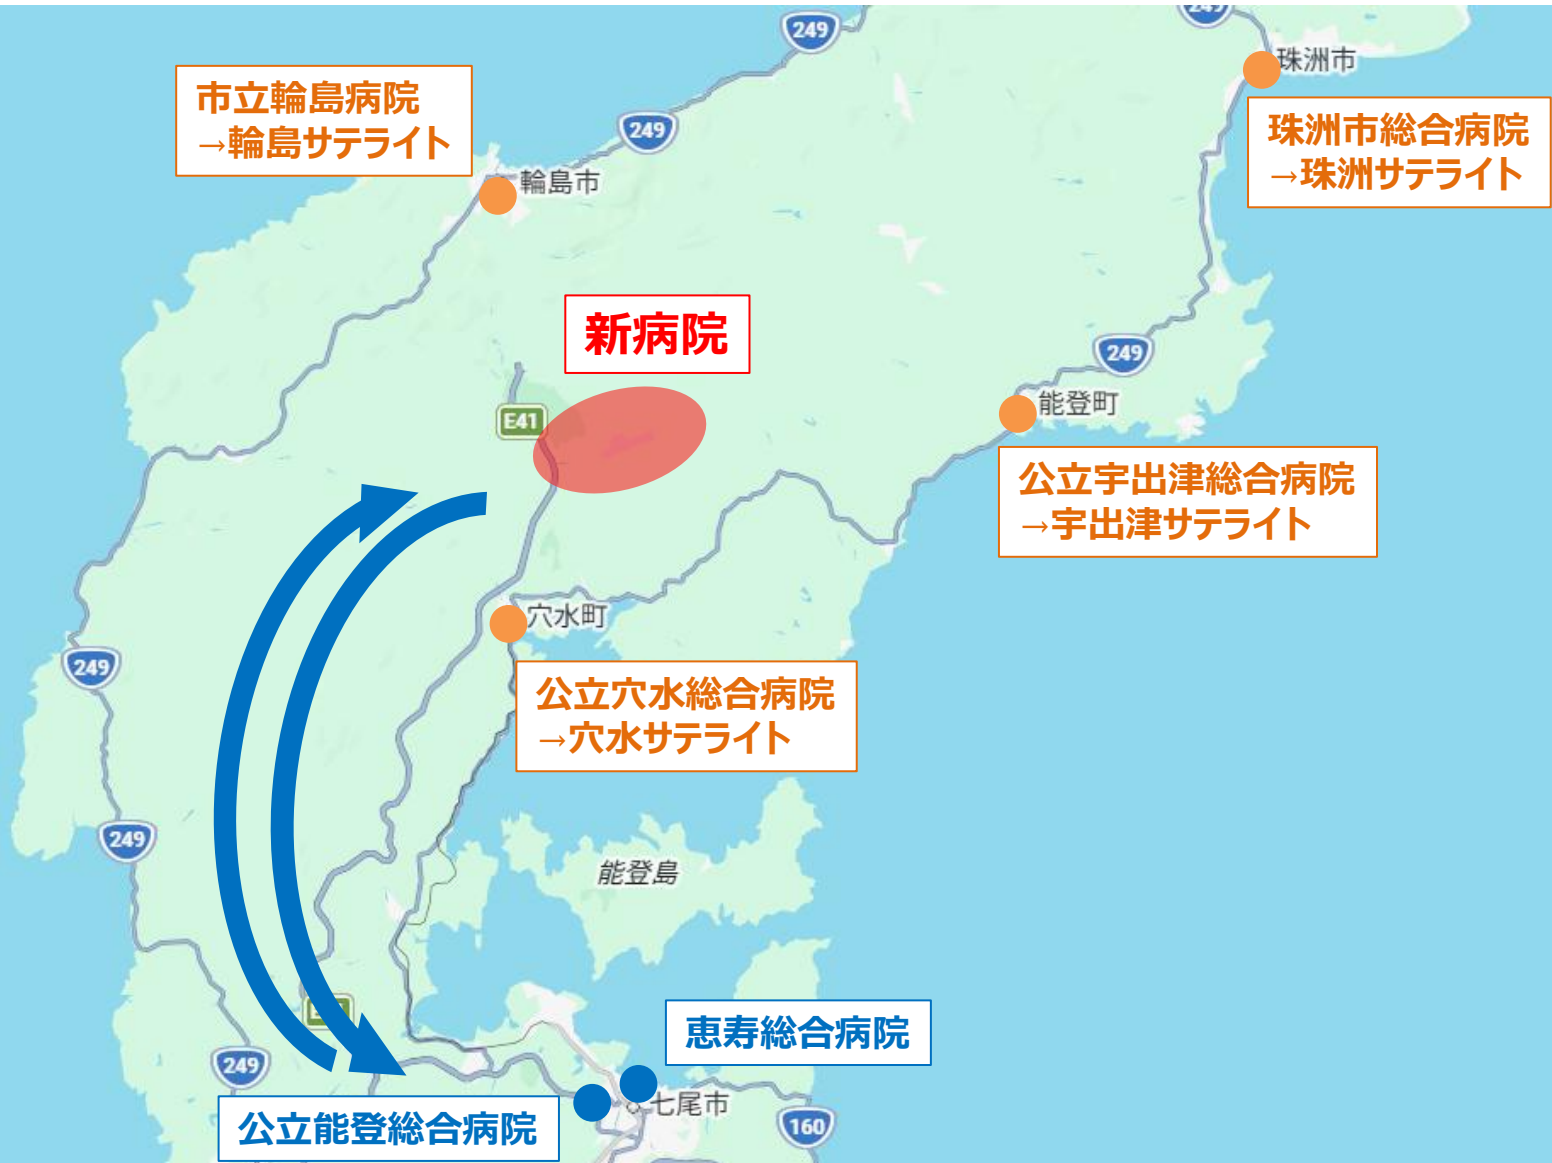 249
249
珠洲市
市立輪島病院
→輪島サテライト
珠洲市総合病院
→珠洲サテライト
249
輪島市
新病院
249
能登町
E41
公立宇出津総合病院
→宇出津サテライト
穴水町
249
公立穴水総合病院
→穴水サテライト
249
能登島
恵寿総合病院
249
七尾市
公立能登総合病院
160